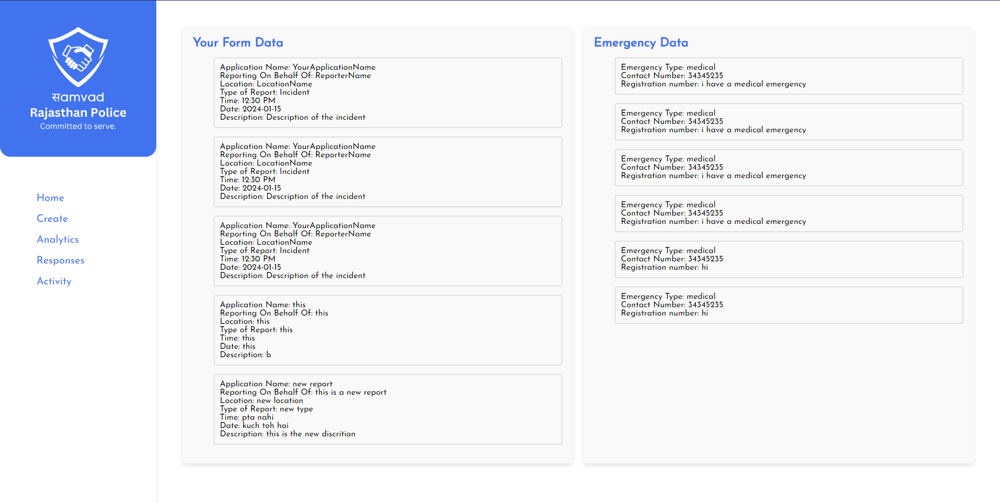 सamvad
Rajasthan Police
Committed to serve.
Home
Create
Analytics
Responses
Activity
Your Form Data
Application Name: YourApplicationName
Reporting On Behalf Of: ReporterName
Location: LocationName
Type of Report: Incident
Time: 12:30 PM
Date: 2024-01-15
Description: Description of the incident
Application Name: YourApplicationName
Reporting On Behalf Of: ReporterName
Location: LocationName
Type of Report: Incident
Time: 12:30 PM
Date: 2024-01-15
Description: Description of the incident
Application Name: YourApplicationName
Reporting On Behalf Of: ReporterName
Location: LocationName
Type of Report: Incident
Time: 12:30 PM
Date: 2024-01-15
Description: Description of the incident
Application Name: this
Reporting On Behalf Of: this
Location: this
Type of Report: this
Time: this
Date: this
Description: b
Application Name: new report
Reporting On Behalf Of: this is a new report
Location: new location
Type of Report: new type
Time: pta nahi
Date: kuch toh hai
Description: this is the new discrition
Emergency Data
Emergency Type: medical
Contact Number: 34345235
Registration number: i have a medical emergency
Emergency Type: medical
Contact Number: 34345235
Registration number: i have a medical emergency
Emergency Type: medical
Contact Number: 34345235
Registration number: i have a medical emergency
Emergency Type: medical
Contact Number: 34345235
Registration number: i have a medical emergency
Emergency Type: medical
Contact Number: 34345235
Registration number: hi
Emergency Type: medical
Contact Number: 34345235
Registration number: hi